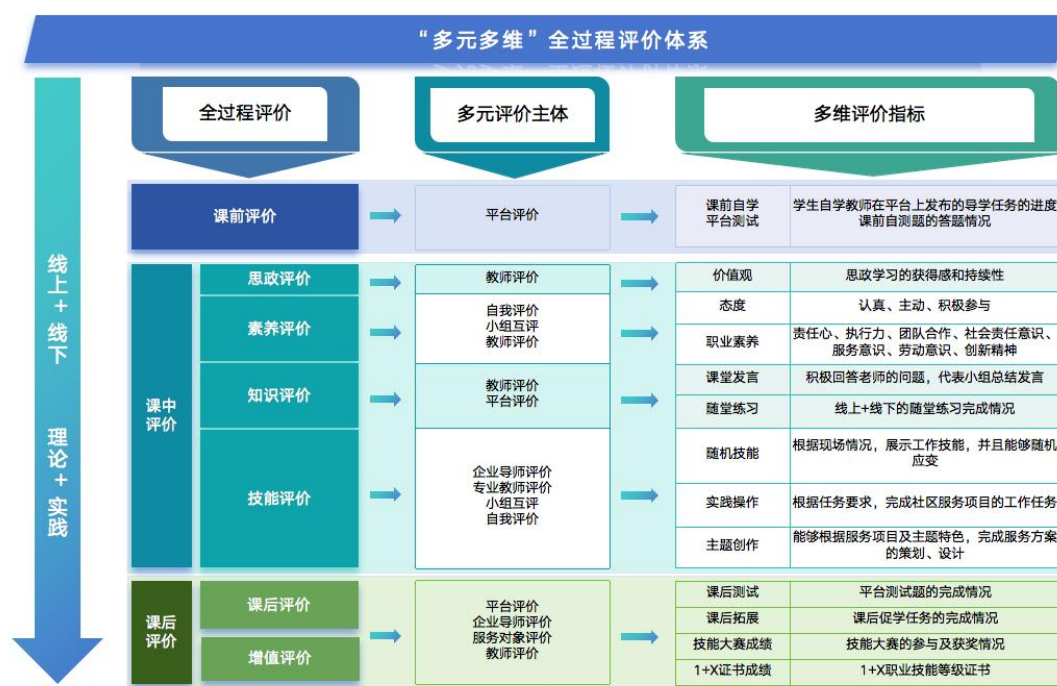 “多元多维”全过程评价体系
线上+线下
理论+实践
全过程评价
多元评价主体
多维评价指标
课前评价
平台评价
课前自学
平台测试
学生自学教师在平台上发布的导学任务的进度
课前自测题的答题情况
课中
评价
思政评价
教师评价
价值观
思政学习的获得感和持续性
素养评价
自我评价
小组互评
教师评价
态度
认真、主动、积极参与
职业素养
责任心、执行力、团队合作、社会责任意识、
服务意识、劳动意识、创新精神
知识评价
教师评价
平台评价
课堂发言
积极回答老师的问题，代表小组总结发言
随堂练习
线上+线下的随堂练习完成情况
技能评价
企业导师评价
专业教师评价
小组互评
自我评价
随机技能
根据现场情况，展示工作技能，并且能够随机
应变
实践操作
根据任务要求，完成社区服务项目的工作任务
主题创作
能够根据服务项目及主题特色，完成服务方案
的策划、设计
课后
评价
课后评价
增值评价
平台评价
企业导师评价
服务对象评价
教师评价
课后测试
平台测试题的完成情况
课后拓展
课后促学任务的完成情况
技能大赛成绩
技能大赛的参与及获奖情况
1+X证书成绩
1+X职业技能等级证书